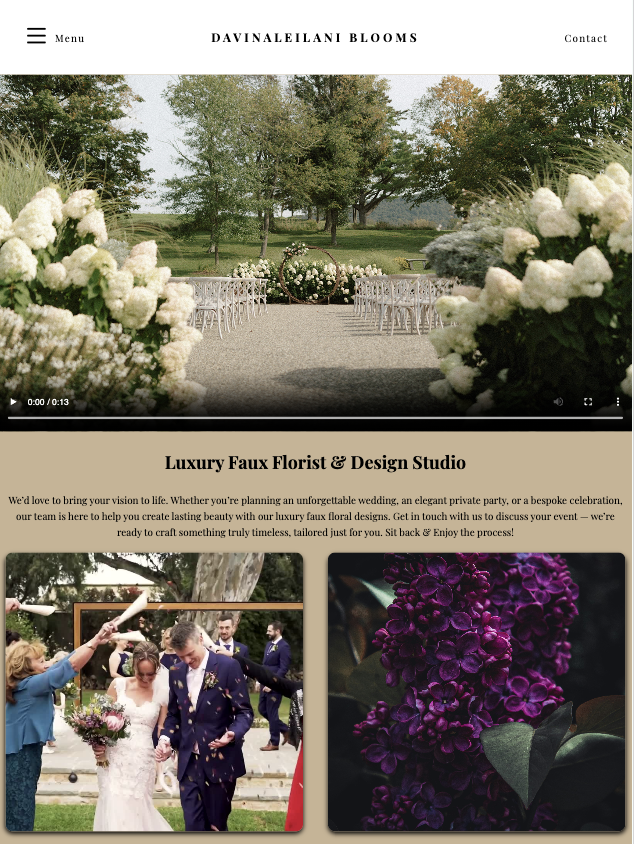 Menu
DAVINALEILANI BLOOMS
Contact
0:00 / 0:13
Luxury Faux Florist & Design Studio
We’d love to bring your vision to life. Whether you’re planning an unforgettable wedding, an elegant private party, or a bespoke celebration,
our team is here to help you create lasting beauty with our luxury faux floral designs. Get in touch with us to discuss your event — we’re
ready to craft something truly timeless, tailored just for you. Sit back & Enjoy the process!